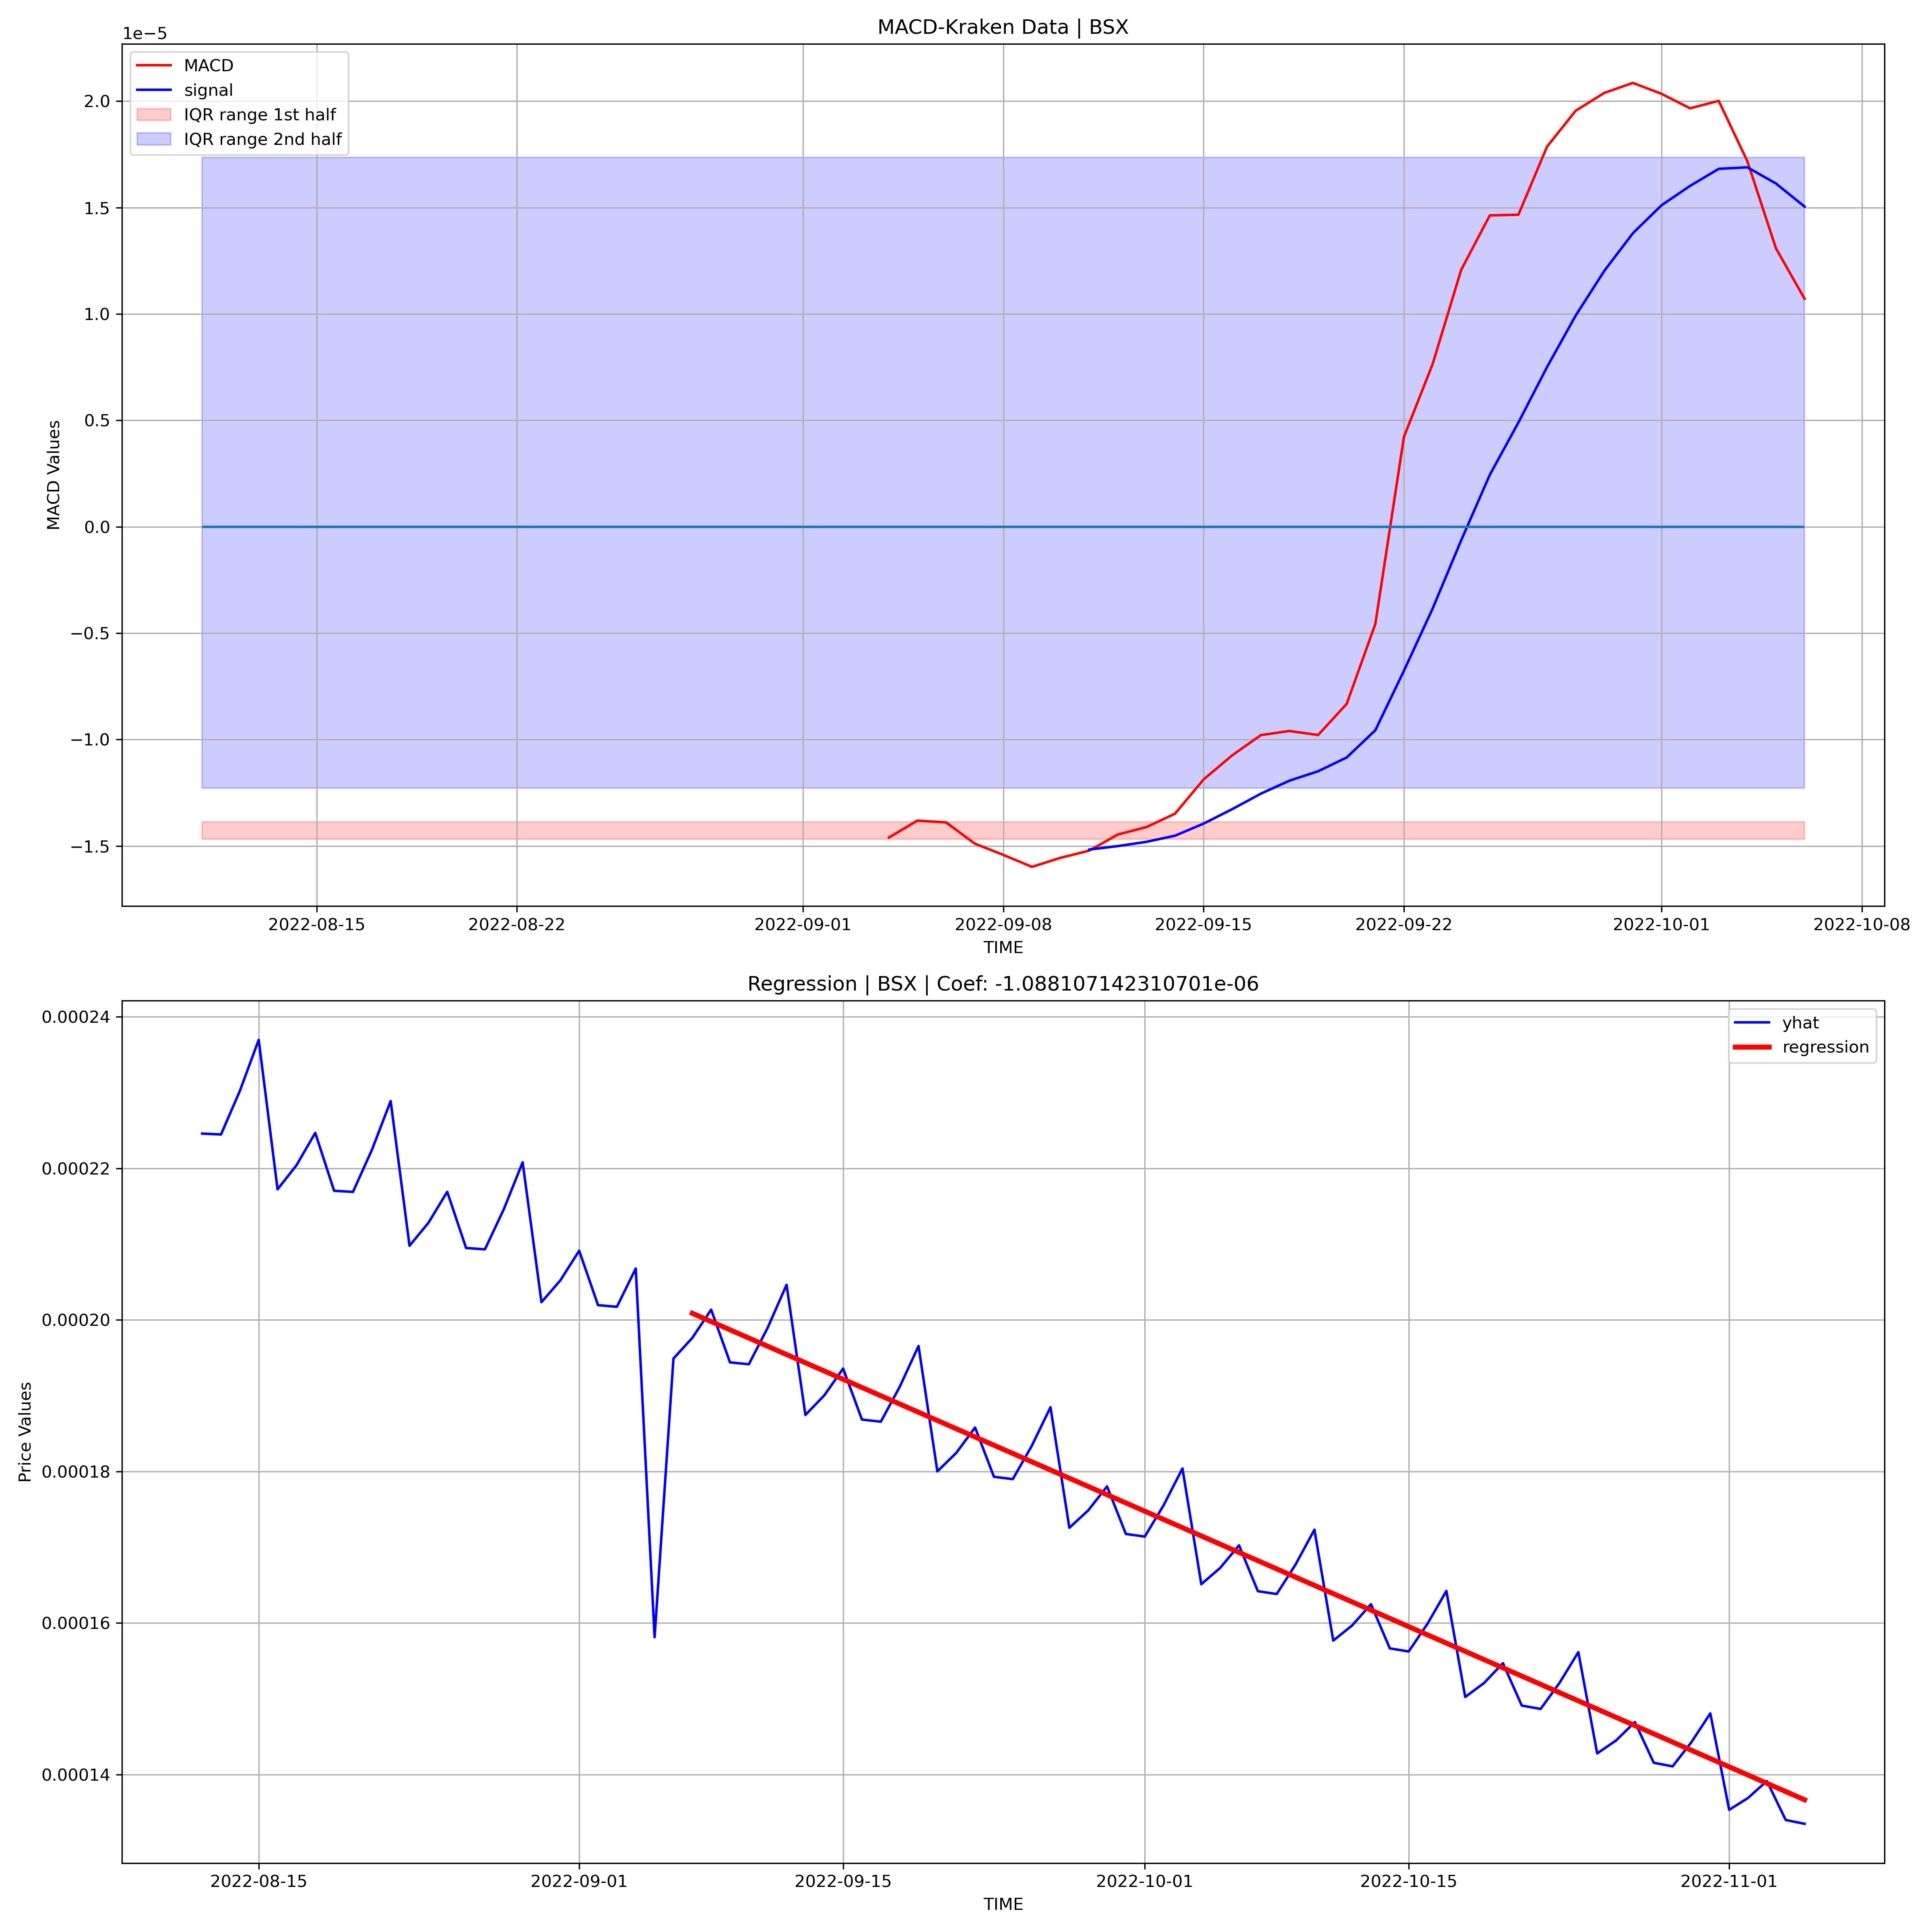 MACD-Kraken Data | BSX
1e−5
MACD
signal
IQR range 1st half
IQR range 2nd half
2.0
1.5
1.0
0.5
0.0
−0.5
−1.0
−1.5
MACD Values
2022-08-15 2022-08-22 2022-09-01 2022-09-08 2022-09-15 2022-09-22 2022-10-01 2022-10-08
TIME
Regression | BSX | Coef: -1.088107142310701e-06
yhat
regression
0.00024
0.00022
0.00020
0.00018
0.00016
0.00014
Price Values
2022-08-15 2022-09-01 2022-09-15 2022-10-01 2022-10-15 2022-11-01
TIME